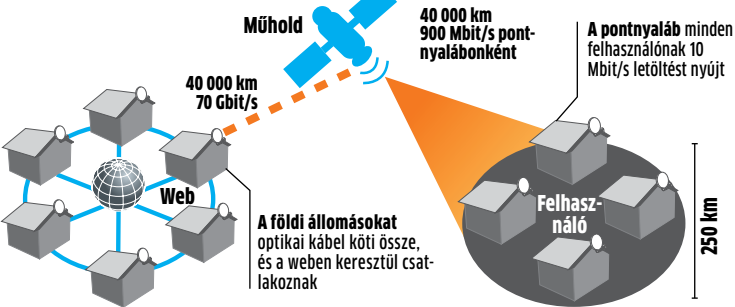 Műhold
40 000 km
900 Mbit/s pont-
nyalábonként
A pontnyaláb minden
felhasználónak 10
Mbit/s letöltést nyújt
40 000 km
70 Gbit/s
Web
A földi állomásokat
optikai kábel köti össze,
és a weben keresztül csat-
lakoznak
Felhasz-
náló
250 km